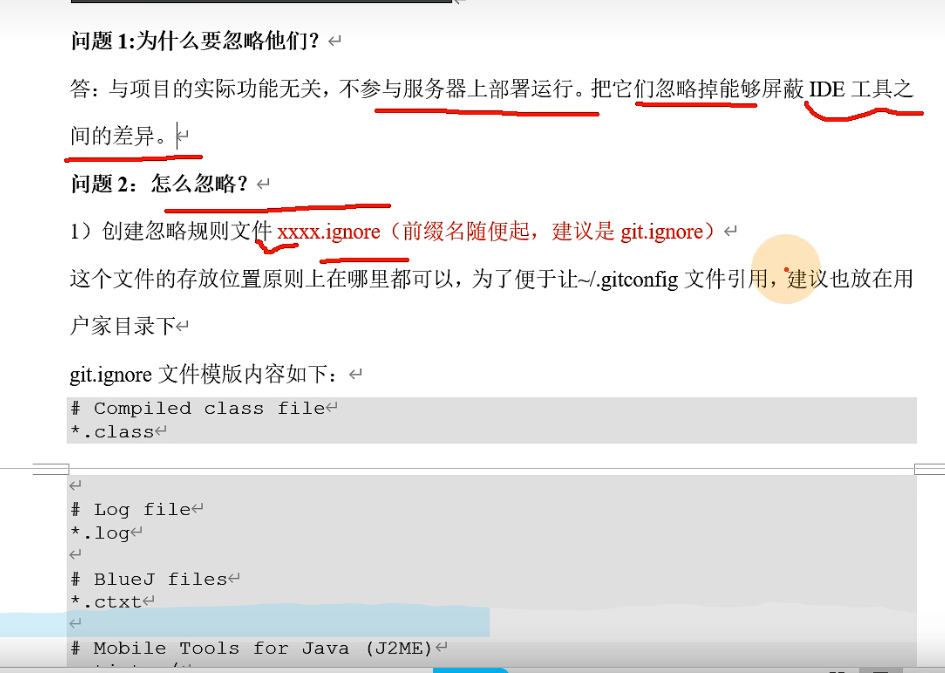 问题 1:为什么要忽略他们？
答：与项目的实际功能无关，不参与服务器上部署运行。把它们忽略掉能够屏蔽 IDE 工具之
间的差异。
问题 2：怎么忽略？
1）创建忽略规则文件 xxxx.ignore（前缀名随便起，建议是 git.ignore）
这个文件的存放位置原则上在哪里都可以，为了便于让~/.gitconfig 文件引用，建议也放在用
户家目录下
git.ignore 文件模版内容如下：
# Compiled class file
*.class
# Log file
*.log
# BlueJ files
*.ctxt
# Mobile Tools for Java (J2ME)